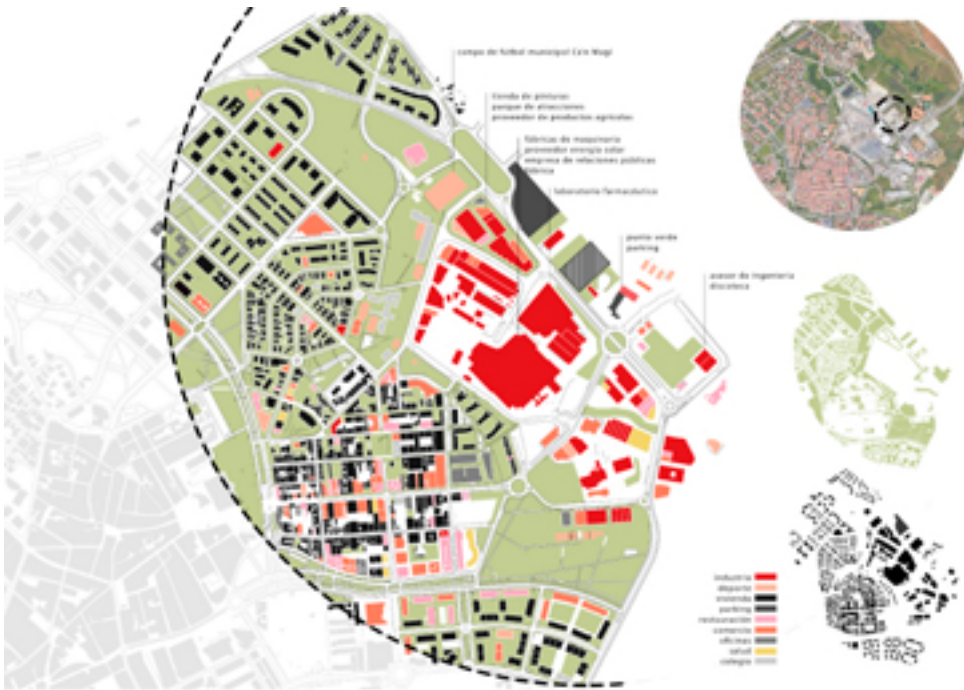 campo de fútbol municipal Can Magí
tienda de pinturas
parque de atracciones
proveedor de productos agrícolas
fábricas de maquinaria
proveedor energía solar
empresa de relaciones públicas
fábrica
laboratorio farmacéutico
punto verde
parking
asesor de ingeniería
discoteca
industria
deporte
vivienda
parking
restauración
comercio
oficinas
salud
colegio